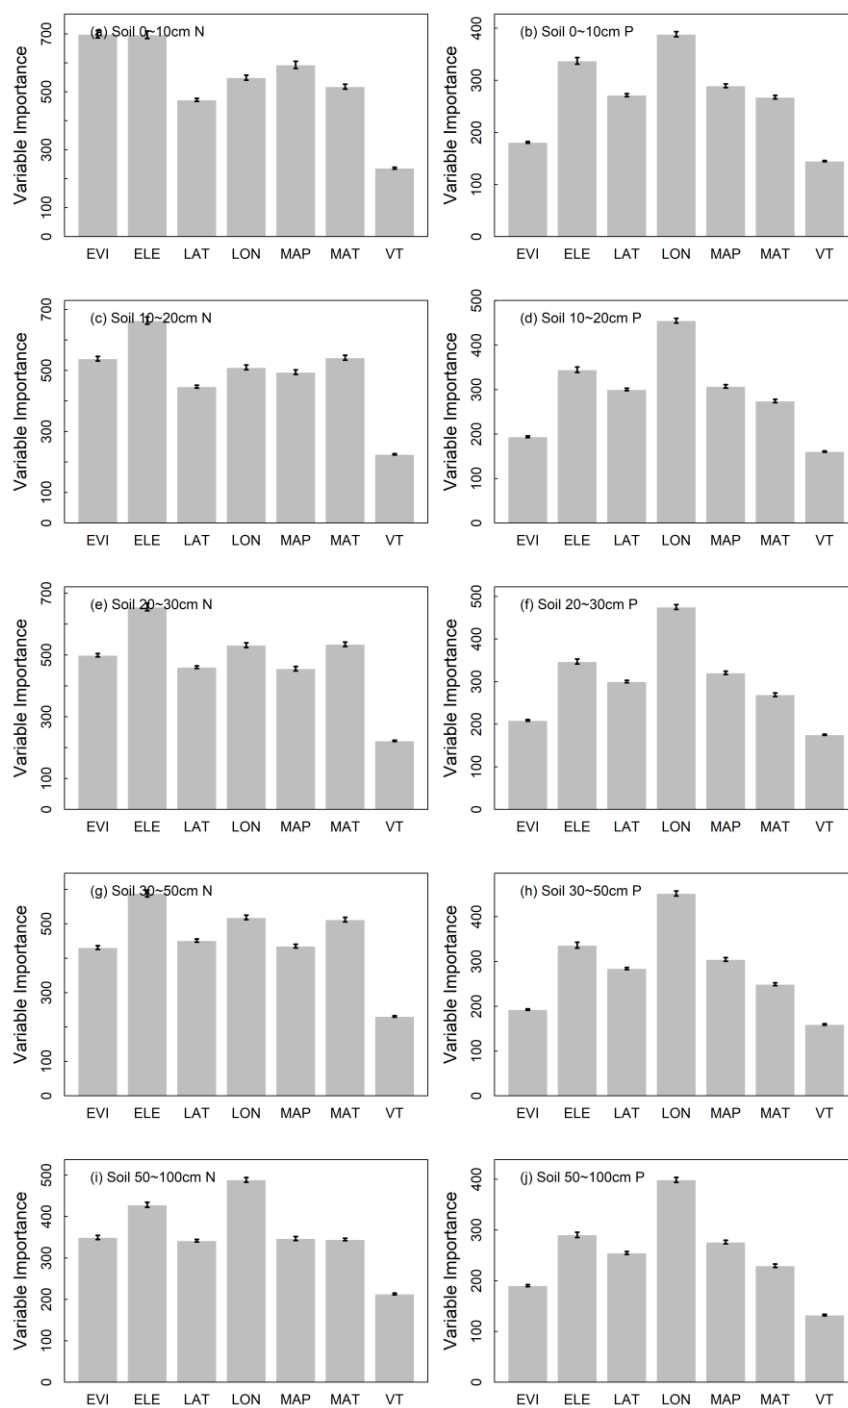 (a) Soil 0~10cm N
Variable Importance
0 100 300 500 700
EVI ELE LAT LON MAP MAT VT
(b) Soil 0~10cm P
Variable Importance
0 100 200 300 400
EVI ELE LAT LON MAP MAT VT
(c) Soil 10~20cm N
Variable Importance
0 100 300 500 700
EVI ELE LAT LON MAP MAT VT
(d) Soil 10~20cm P
Variable Importance
0 100 200 300 400 500
EVI ELE LAT LON MAP MAT VT
(e) Soil 20~30cm N
Variable Importance
0 100 300 500 700
EVI ELE LAT LON MAP MAT VT
(f) Soil 20~30cm P
Variable Importance
0 100 200 300 400 500
EVI ELE LAT LON MAP MAT VT
(g) Soil 30~50cm N
Variable Importance
0 100 300 500
EVI ELE LAT LON MAP MAT VT
(h) Soil 30~50cm P
Variable Importance
0 100 200 300 400
EVI ELE LAT LON MAP MAT VT
(i) Soil 50~100cm N
Variable Importance
0 100 200 300 400 500
EVI ELE LAT LON MAP MAT VT
(j) Soil 50~100cm P
Variable Importance
0 100 200 300 400
EVI ELE LAT LON MAP MAT VT